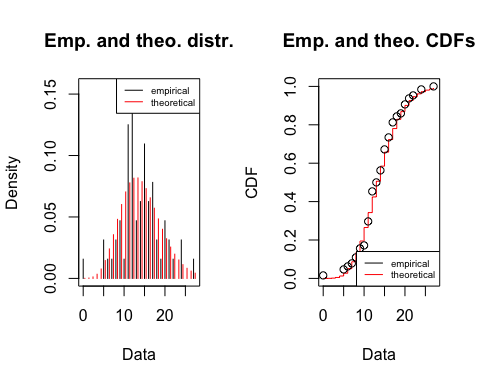 Emp. and theo. distr.
empirical
theoretical
0.15
0.10
0.05
0.00
Density
0 10 20
Data
Emp. and theo. CDFs
1.0
0.8
0.6
0.4
0.2
0.0
CDF
empirical
theoretical
0 10 20
Data